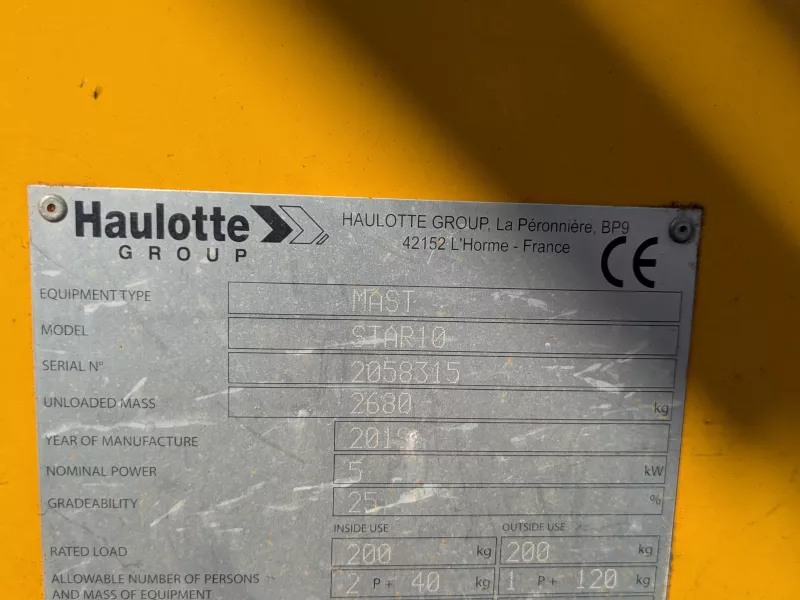 Haulotte
GROUP
HAULOTTE GROUP, La Péronnière, BP9
42152 L'Horme - France
CE
EQUIPMENT TYPE MAST
MODEL STAR10
SERIAL N° 2058315
UNLOADED MASS 2680 kg
YEAR OF MANUFACTURE
NOMINAL POWER 5 kW
GRADEABILITY 25 %
INSIDE USE OUTSIDE USE
RATED LOAD 200 kg 200 kg
ALLOWABLE NUMBER OF PERSONS 2 P + 40 kg 1 P + 120 kg
AND MASS OF EQUIPMENT